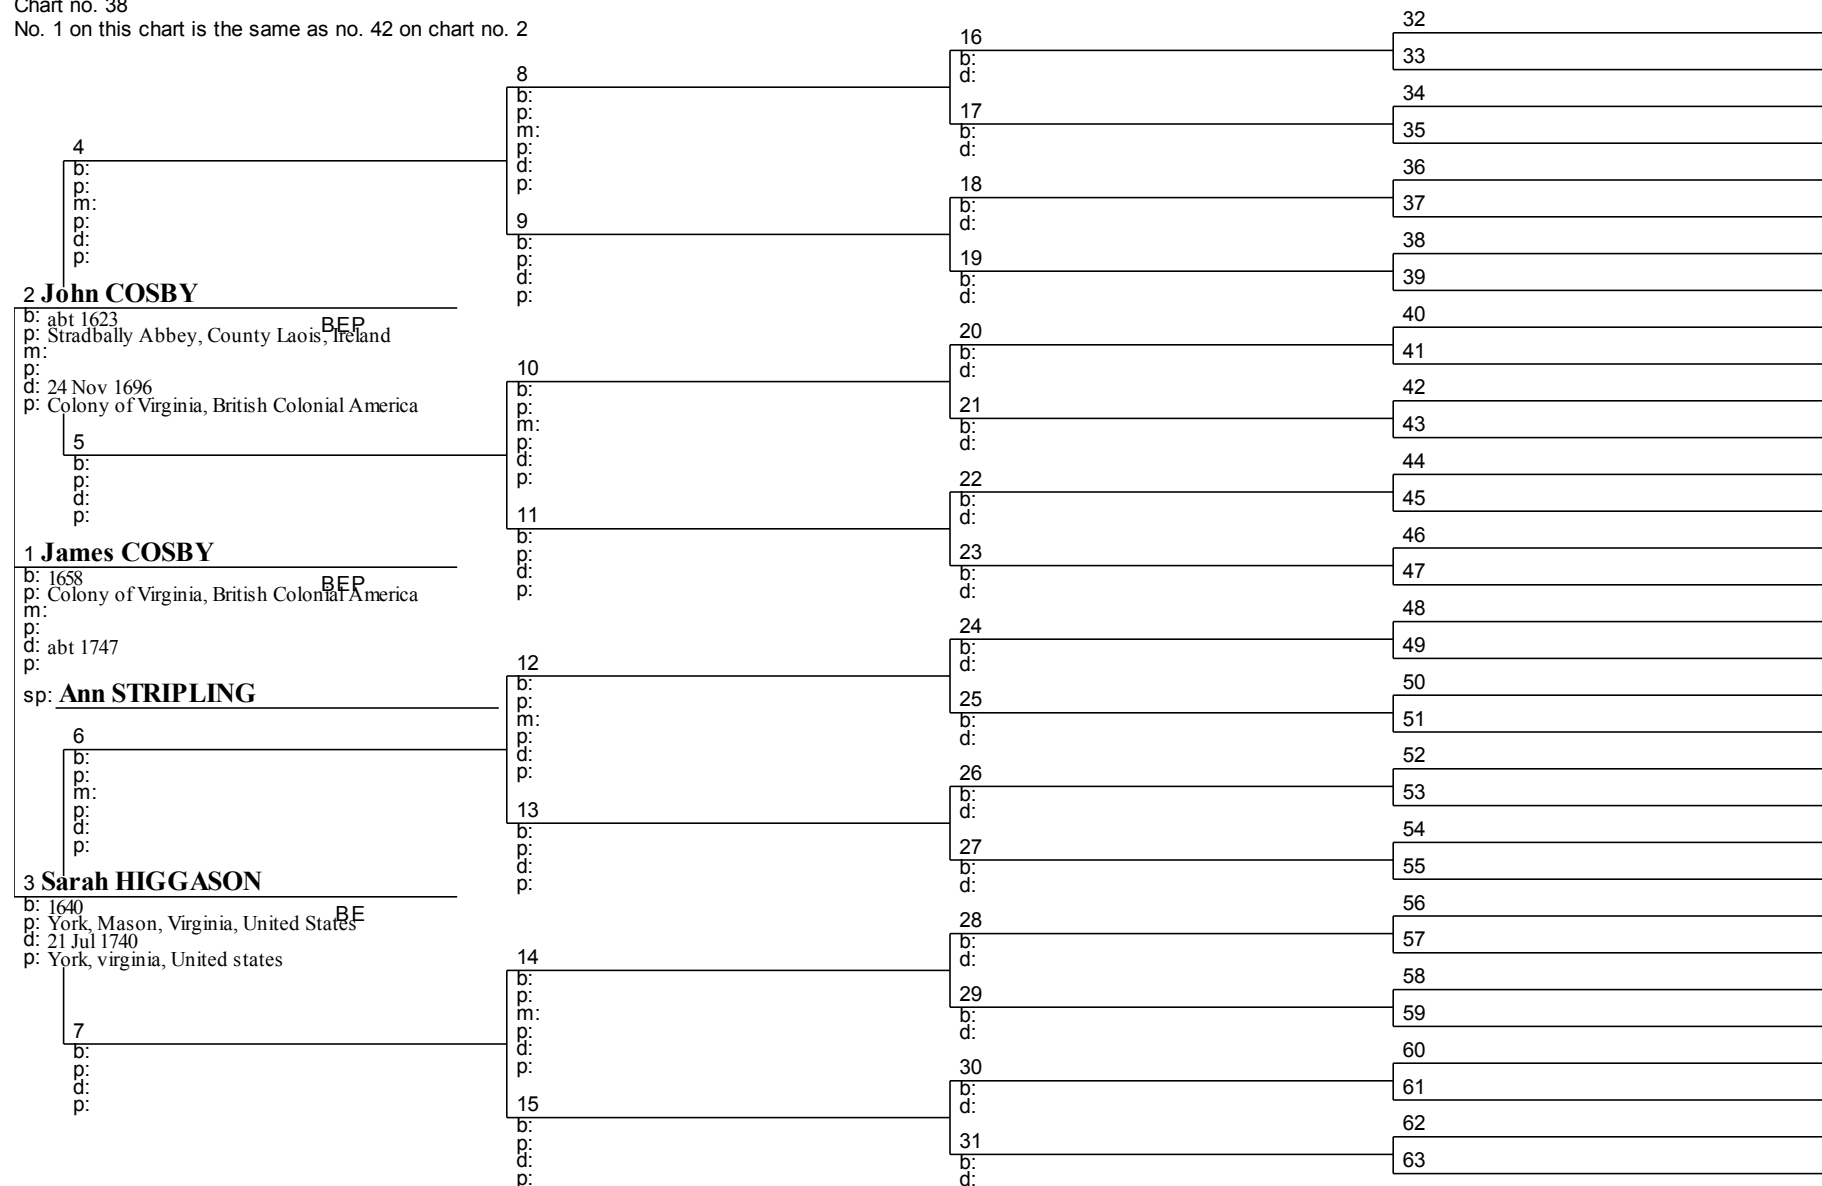 Chart no. 38
No. 1 on this chart is the same as no. 42 on chart no. 2
4
b:
p:
m:
p:
d:
p:
2 John COSBY
BEP
b: abt 1623
p: Stradbally Abbey, County Laois, Ireland
m:
p:
d: 24 Nov 1696
p: Colony of Virginia, British Colonial America
5
b:
p:
d:
p:
1 James COSBY
BEP
b: 1658
p: Colony of Virginia, British Colonial America
m:
p:
d: abt 1747
p:
sp: Ann STRIPLING
6
b:
p:
m:
p:
d:
p:
3 Sarah HIGGASON
BE
b: 1640
p: York, Mason, Virginia, United States
d: 21 Jul 1740
p: York, virginia, United states
7
b:
p:
d:
p:
8
b:
p:
m:
p:
d:
p:
9
b:
p:
d:
p:
10
b:
p:
m:
p:
d:
p:
11
b:
p:
d:
p:
12
b:
p:
m:
p:
d:
p:
13
b:
p:
d:
p:
14
b:
p:
m:
p:
d:
p:
15
b:
p:
d:
p:
16
b:
d:
17
b:
d:
18
b:
d:
19
b:
d:
20
b:
d:
21
b:
d:
22
b:
d:
23
b:
d:
24
b:
d:
25
b:
d:
26
b:
d:
27
b:
d:
28
b:
d:
29
b:
d:
30
b:
d:
31
b:
d:
32
33
34
35
36
37
38
39
40
41
42
43
44
45
46
47
48
49
50
51
52
53
54
55
56
57
58
59
60
61
62
63